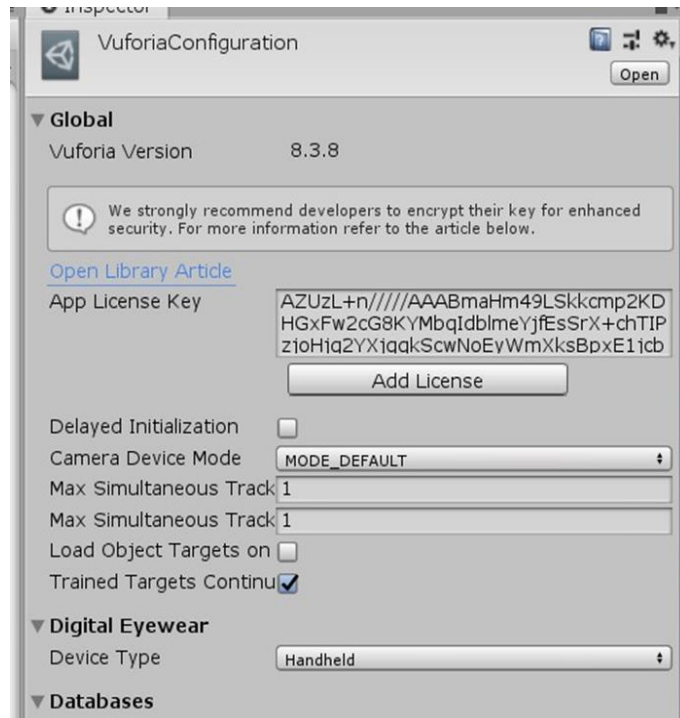 Inspector
VuforiaConfiguration
Open
Global
Vuforia Version 8.3.8
We strongly recommend developers to encrypt their key for enhanced
security. For more information refer to the article below.
Open Library Article
App License Key AZUzL+n/////AAABmaHm49LSkkcmp2KD
HGxFw2cG8KYMbqIdblmeYjfEsSrX+chTIP
zjoHjq2YXjqqkScwNoEyWmXksBpxE1jcb
Add License
Delayed Initialization
Camera Device Mode MODE_DEFAULT
Max Simultaneous Track 1
Max Simultaneous Track 1
Load Object Targets on
Trained Targets Continu
Digital Eyewear
Device Type Handheld
Databases